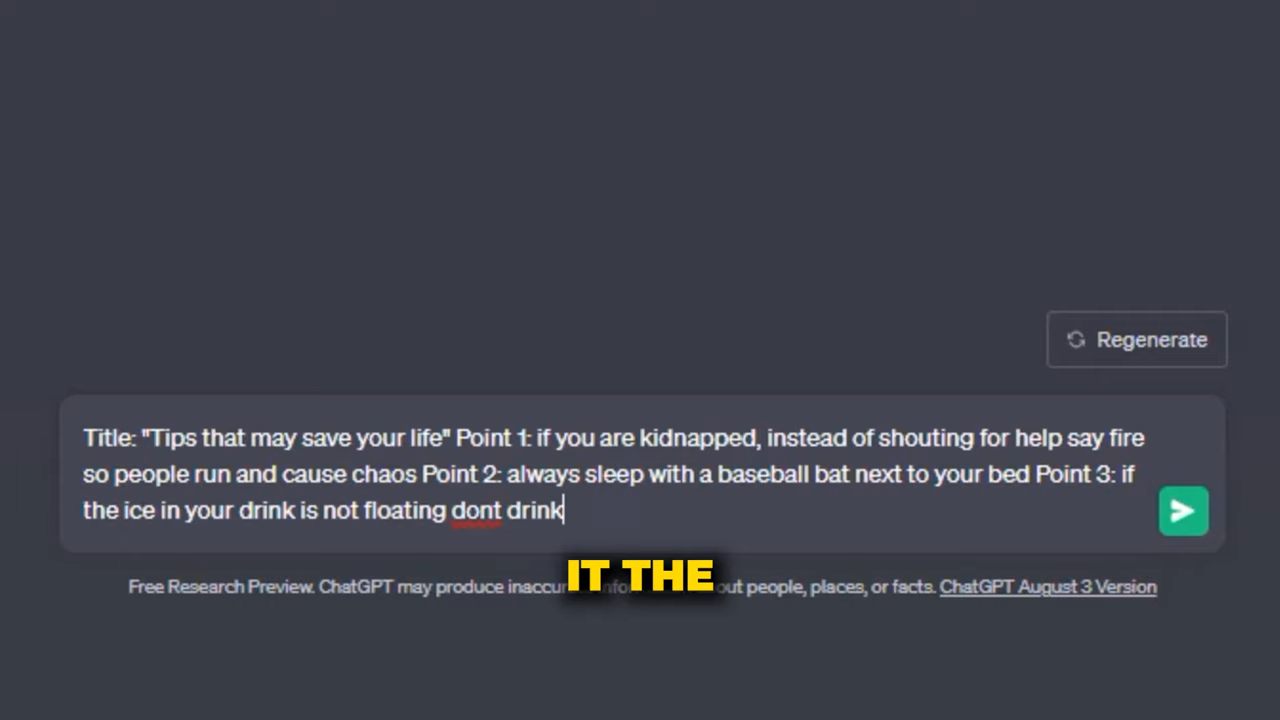 Regenerate
Title: "Tips that may save your life" Point 1: if you are kidnapped, instead of shouting for help say fire
so people run and cause chaos Point 2: always sleep with a baseball bat next to your bed Point 3: if
the ice in your drink is not floating dont drink
IT THE
Free Research Preview. ChatGPT may produce people, places, or facts. ChatGPT August 3 Version